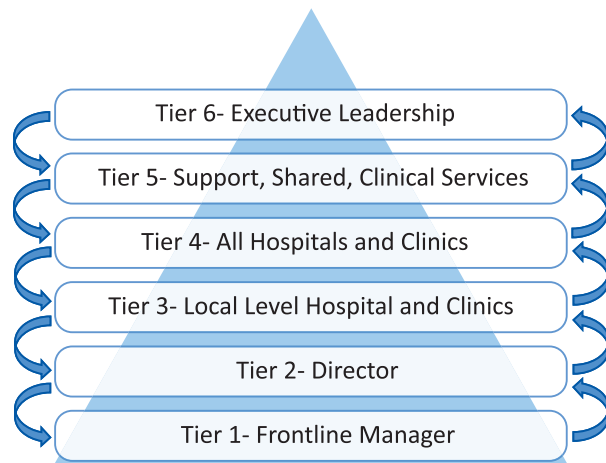 Tier 6- Executive Leadership
Tier 5- Support, Shared, Clinical Services
Tier 4- All Hospitals and Clinics
Tier 3- Local Level Hospital and Clinics
Tier 2- Director
Tier 1- Frontline Manager